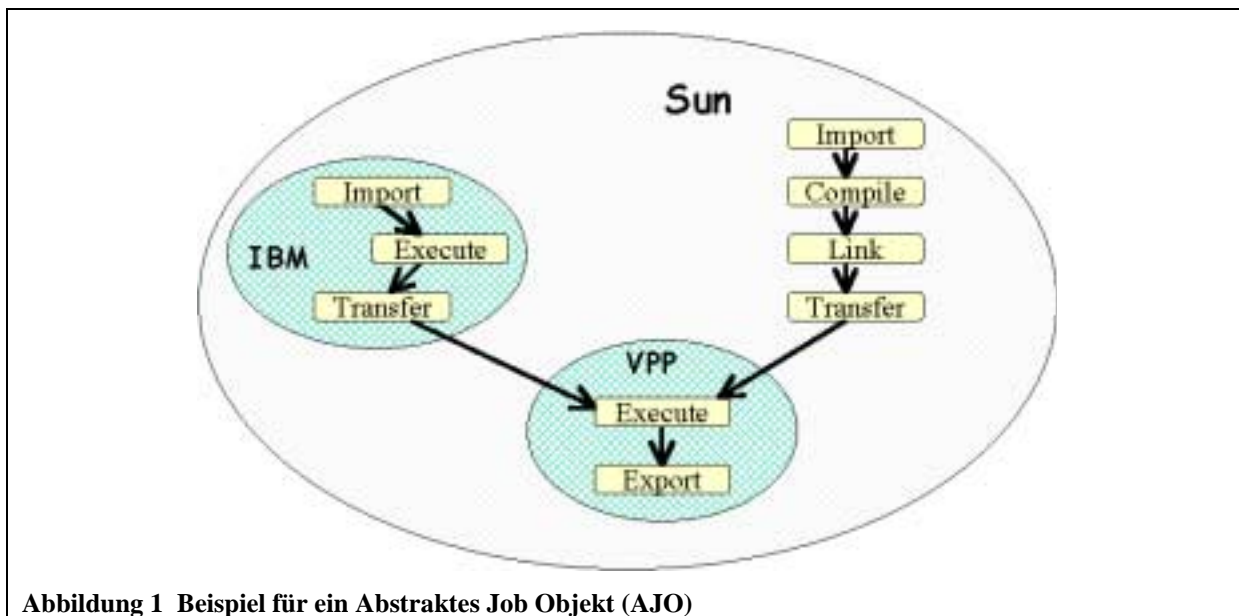 Sun
Import
Compile
Link
Transfer
IBM
Import
Execute
Transfer
VPP
Execute
Export
Abbildung 1 Beispiel für ein Abstraktes Job Objekt (AJO)